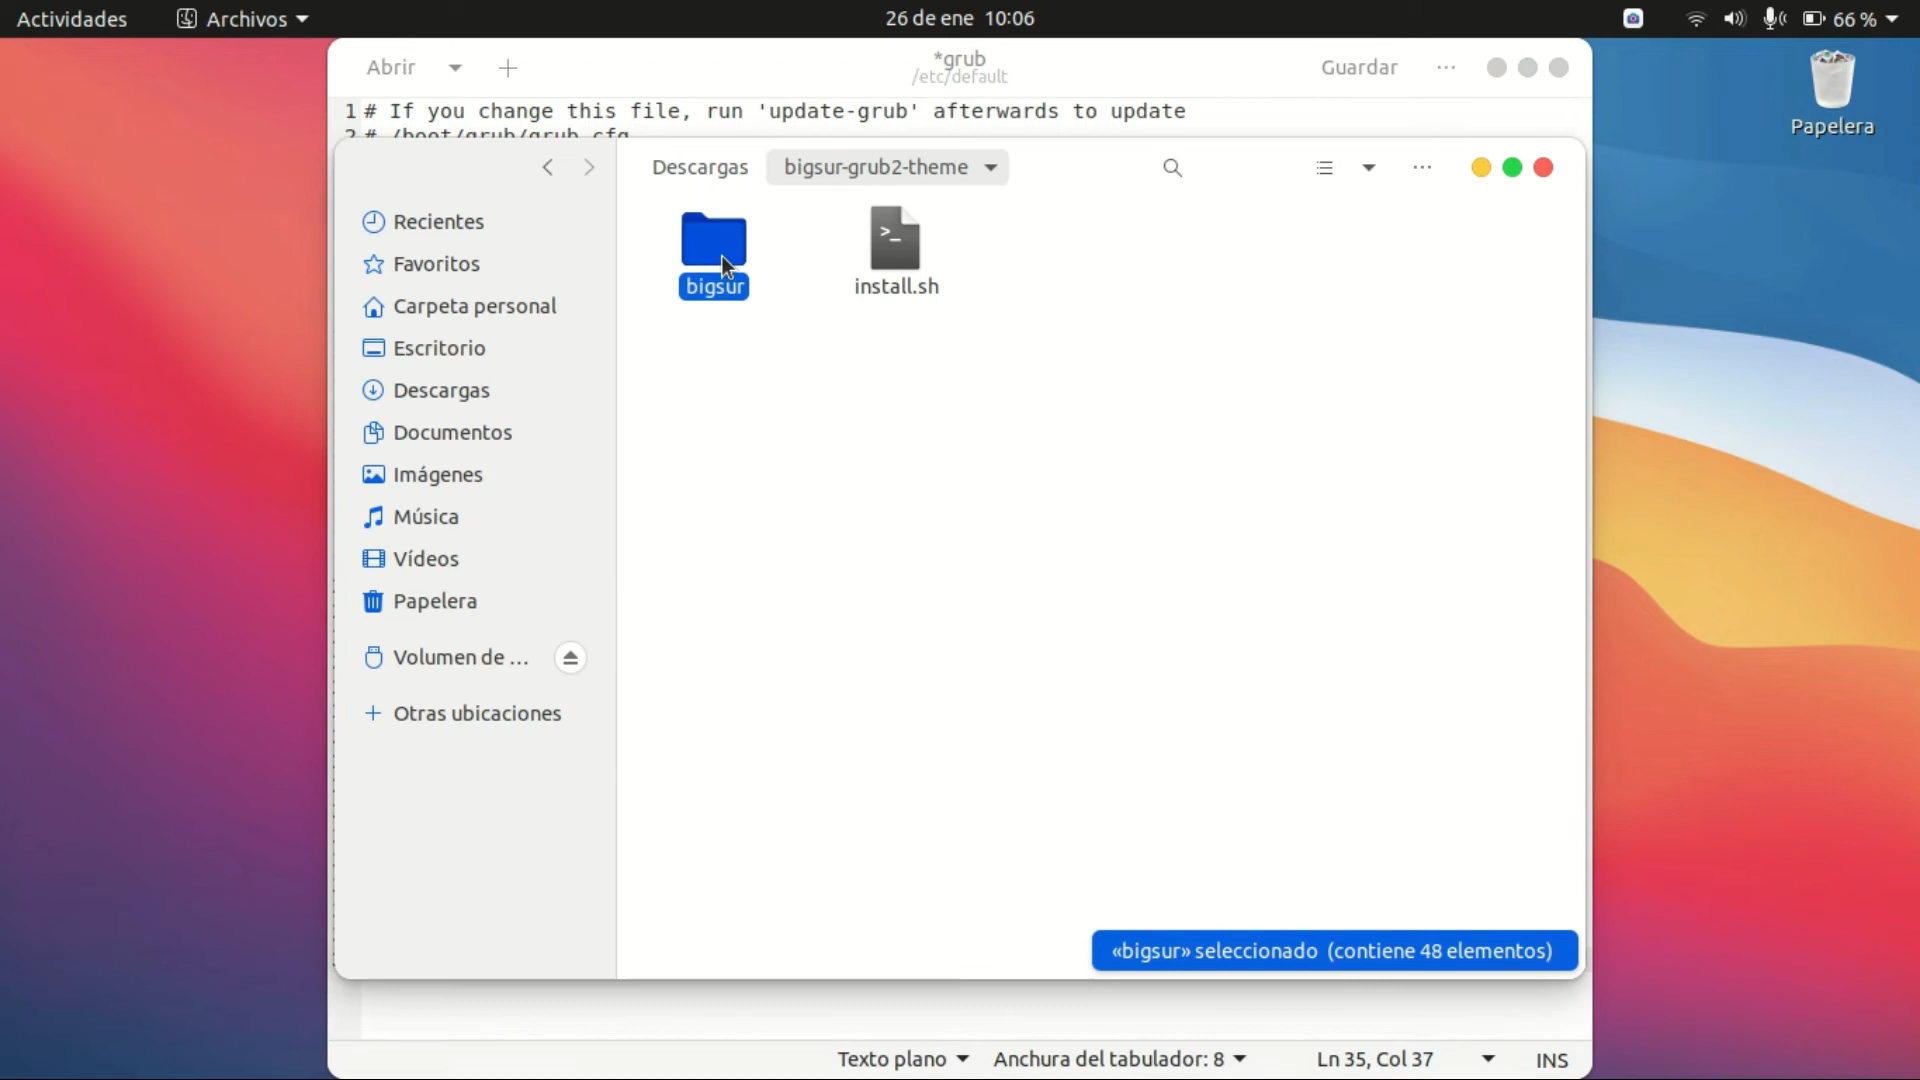 Actividades
Archivos
26 de ene 10:06
66 %
Abrir
*grub
/etc/default
Guardar
Papelera
1 # If you change this file, run 'update-grub' afterwards to update
2 # /boot/grub/grub.cfg
Descargas
bigsur-grub2-theme
Recientes
Favoritos
Carpeta personal
Escritorio
Descargas
Documentos
Imágenes
Música
Vídeos
Papelera
Volumen de ...
Otras ubicaciones
bigsur
>_
install.sh
«bigsur» seleccionado (contiene 48 elementos)
Texto plano
Anchura del tabulador: 8
Ln 35, Col 37
INS